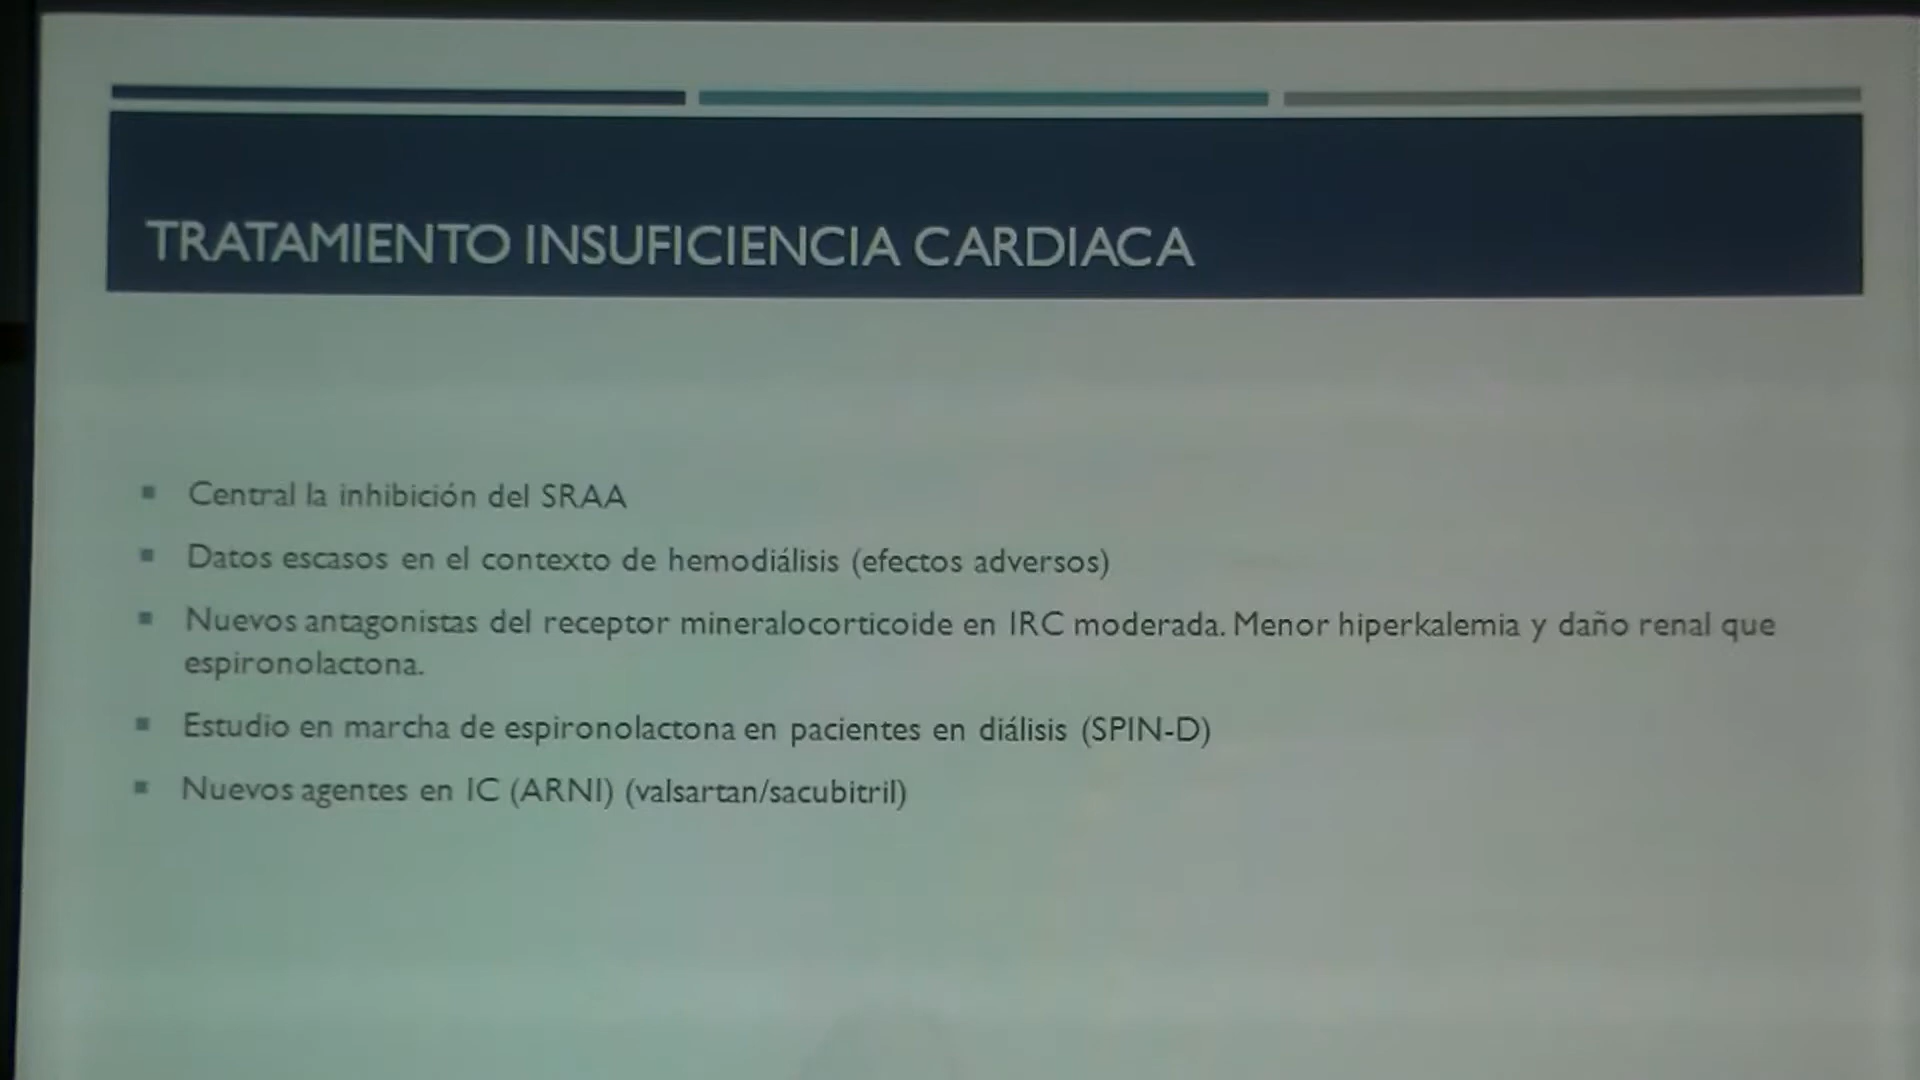 TRATAMIENTO INSUFICIENCIA CARDIACA
Central la inhibición del SRAA
Datos escasos en el contexto de hemodiálisis (efectos adversos)
Nuevos antagonistas del receptor mineralocorticoide en IRC moderada. Menor hiperkalemia y daño renal que
espironolactona.
Estudio en marcha de espironolactona en pacientes en diálisis (SPIN-D)
Nuevos agentes en IC (ARNI) (valsartan/sacubitril)